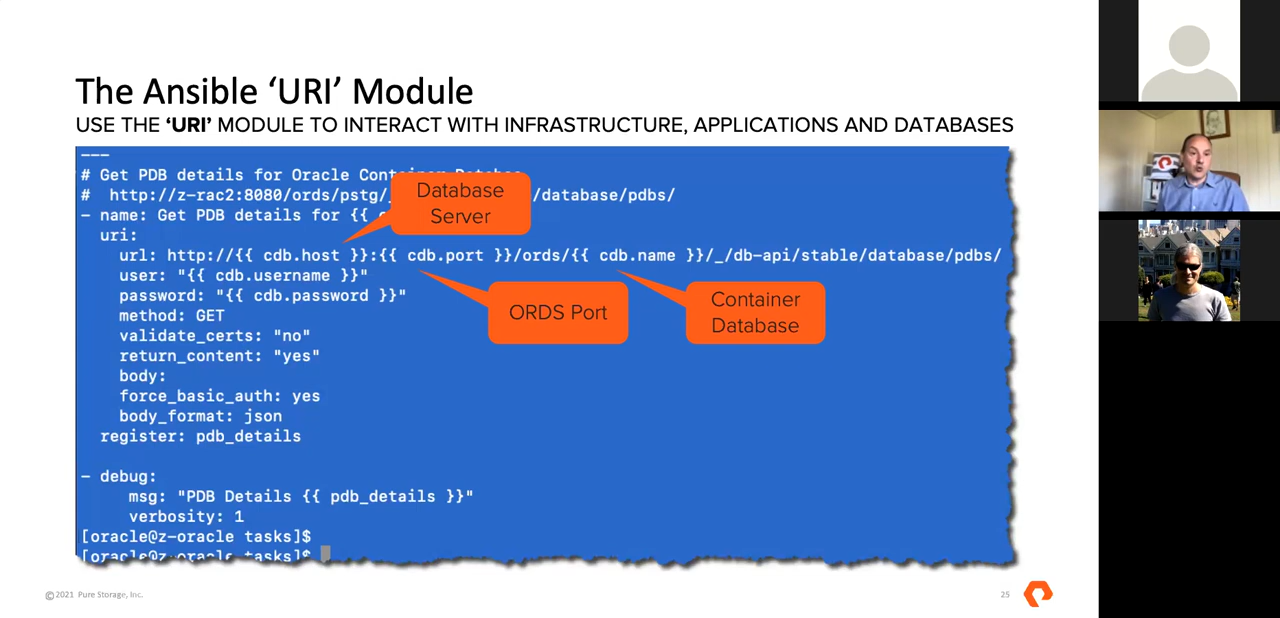 The Ansible ‘URI’ Module
USE THE ‘URI’ MODULE TO INTERACT WITH INFRASTRUCTURE, APPLICATIONS AND DATABASES
---
# Get PDB details for Oracle
# http://z-rac2:8080/ords/pstg/ /database/pdbs/
- name: Get PDB details for {{
uri:
url: http://{{ cdb.host }}:{{ cdb.port }}/ords/{{ cdb.name }}/_/db-api/stable/database/pdbs/
user: "{{ cdb.username }}"
password: "{{ cdb.password }}"
method: GET
validate_certs: "no"
return_content: "yes"
body:
force_basic_auth: yes
body_format: json
register: pdb_details
- debug:
msg: "PDB Details {{ pdb_details }}"
verbosity: 1
[oracle@z-oracle tasks]$
[oracle@z-oracle tasks]$
Database
Server
ORDS Port
Container
Database
©2021 Pure Storage, Inc.
25